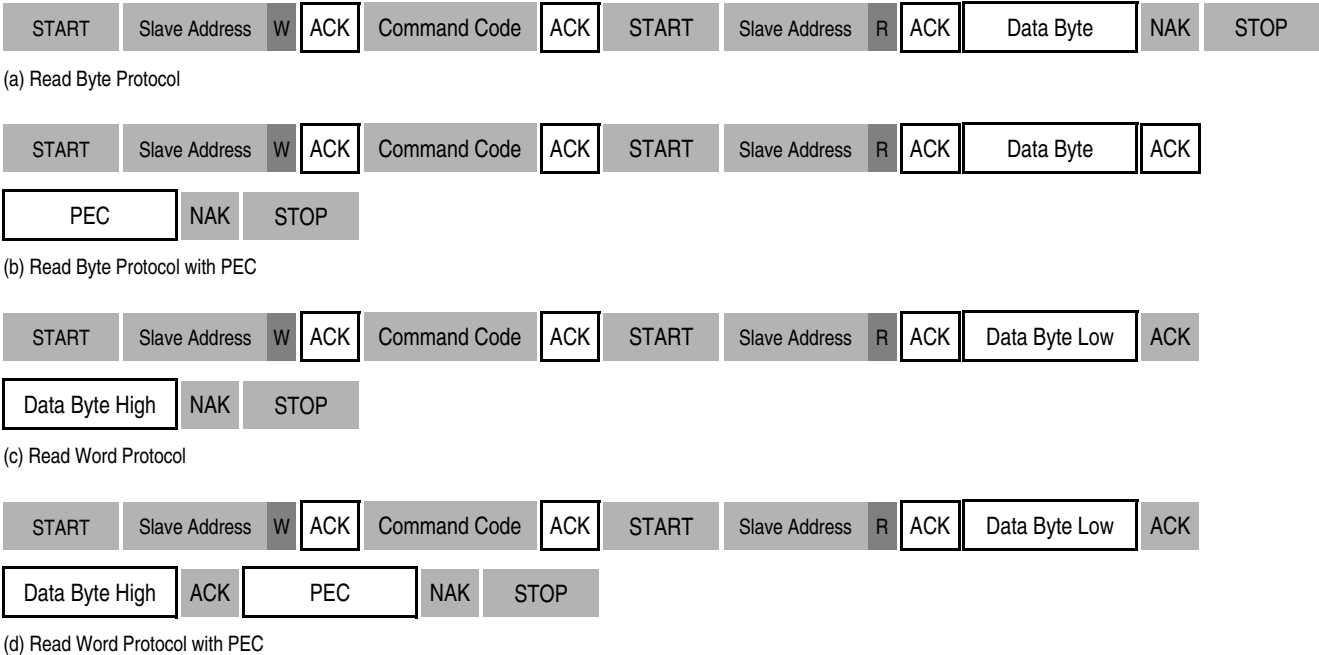 START Slave Address W ACK Command Code ACK START Slave Address R ACK Data Byte NAK STOP
(a) Read Byte Protocol
START Slave Address W ACK Command Code ACK START Slave Address R ACK Data Byte ACK
PEC NAK STOP
(b) Read Byte Protocol with PEC
START Slave Address W ACK Command Code ACK START Slave Address R ACK Data Byte Low ACK
Data Byte High NAK STOP
(c) Read Word Protocol
START Slave Address W ACK Command Code ACK START Slave Address R ACK Data Byte Low ACK
Data Byte High ACK PEC NAK STOP
(d) Read Word Protocol with PEC